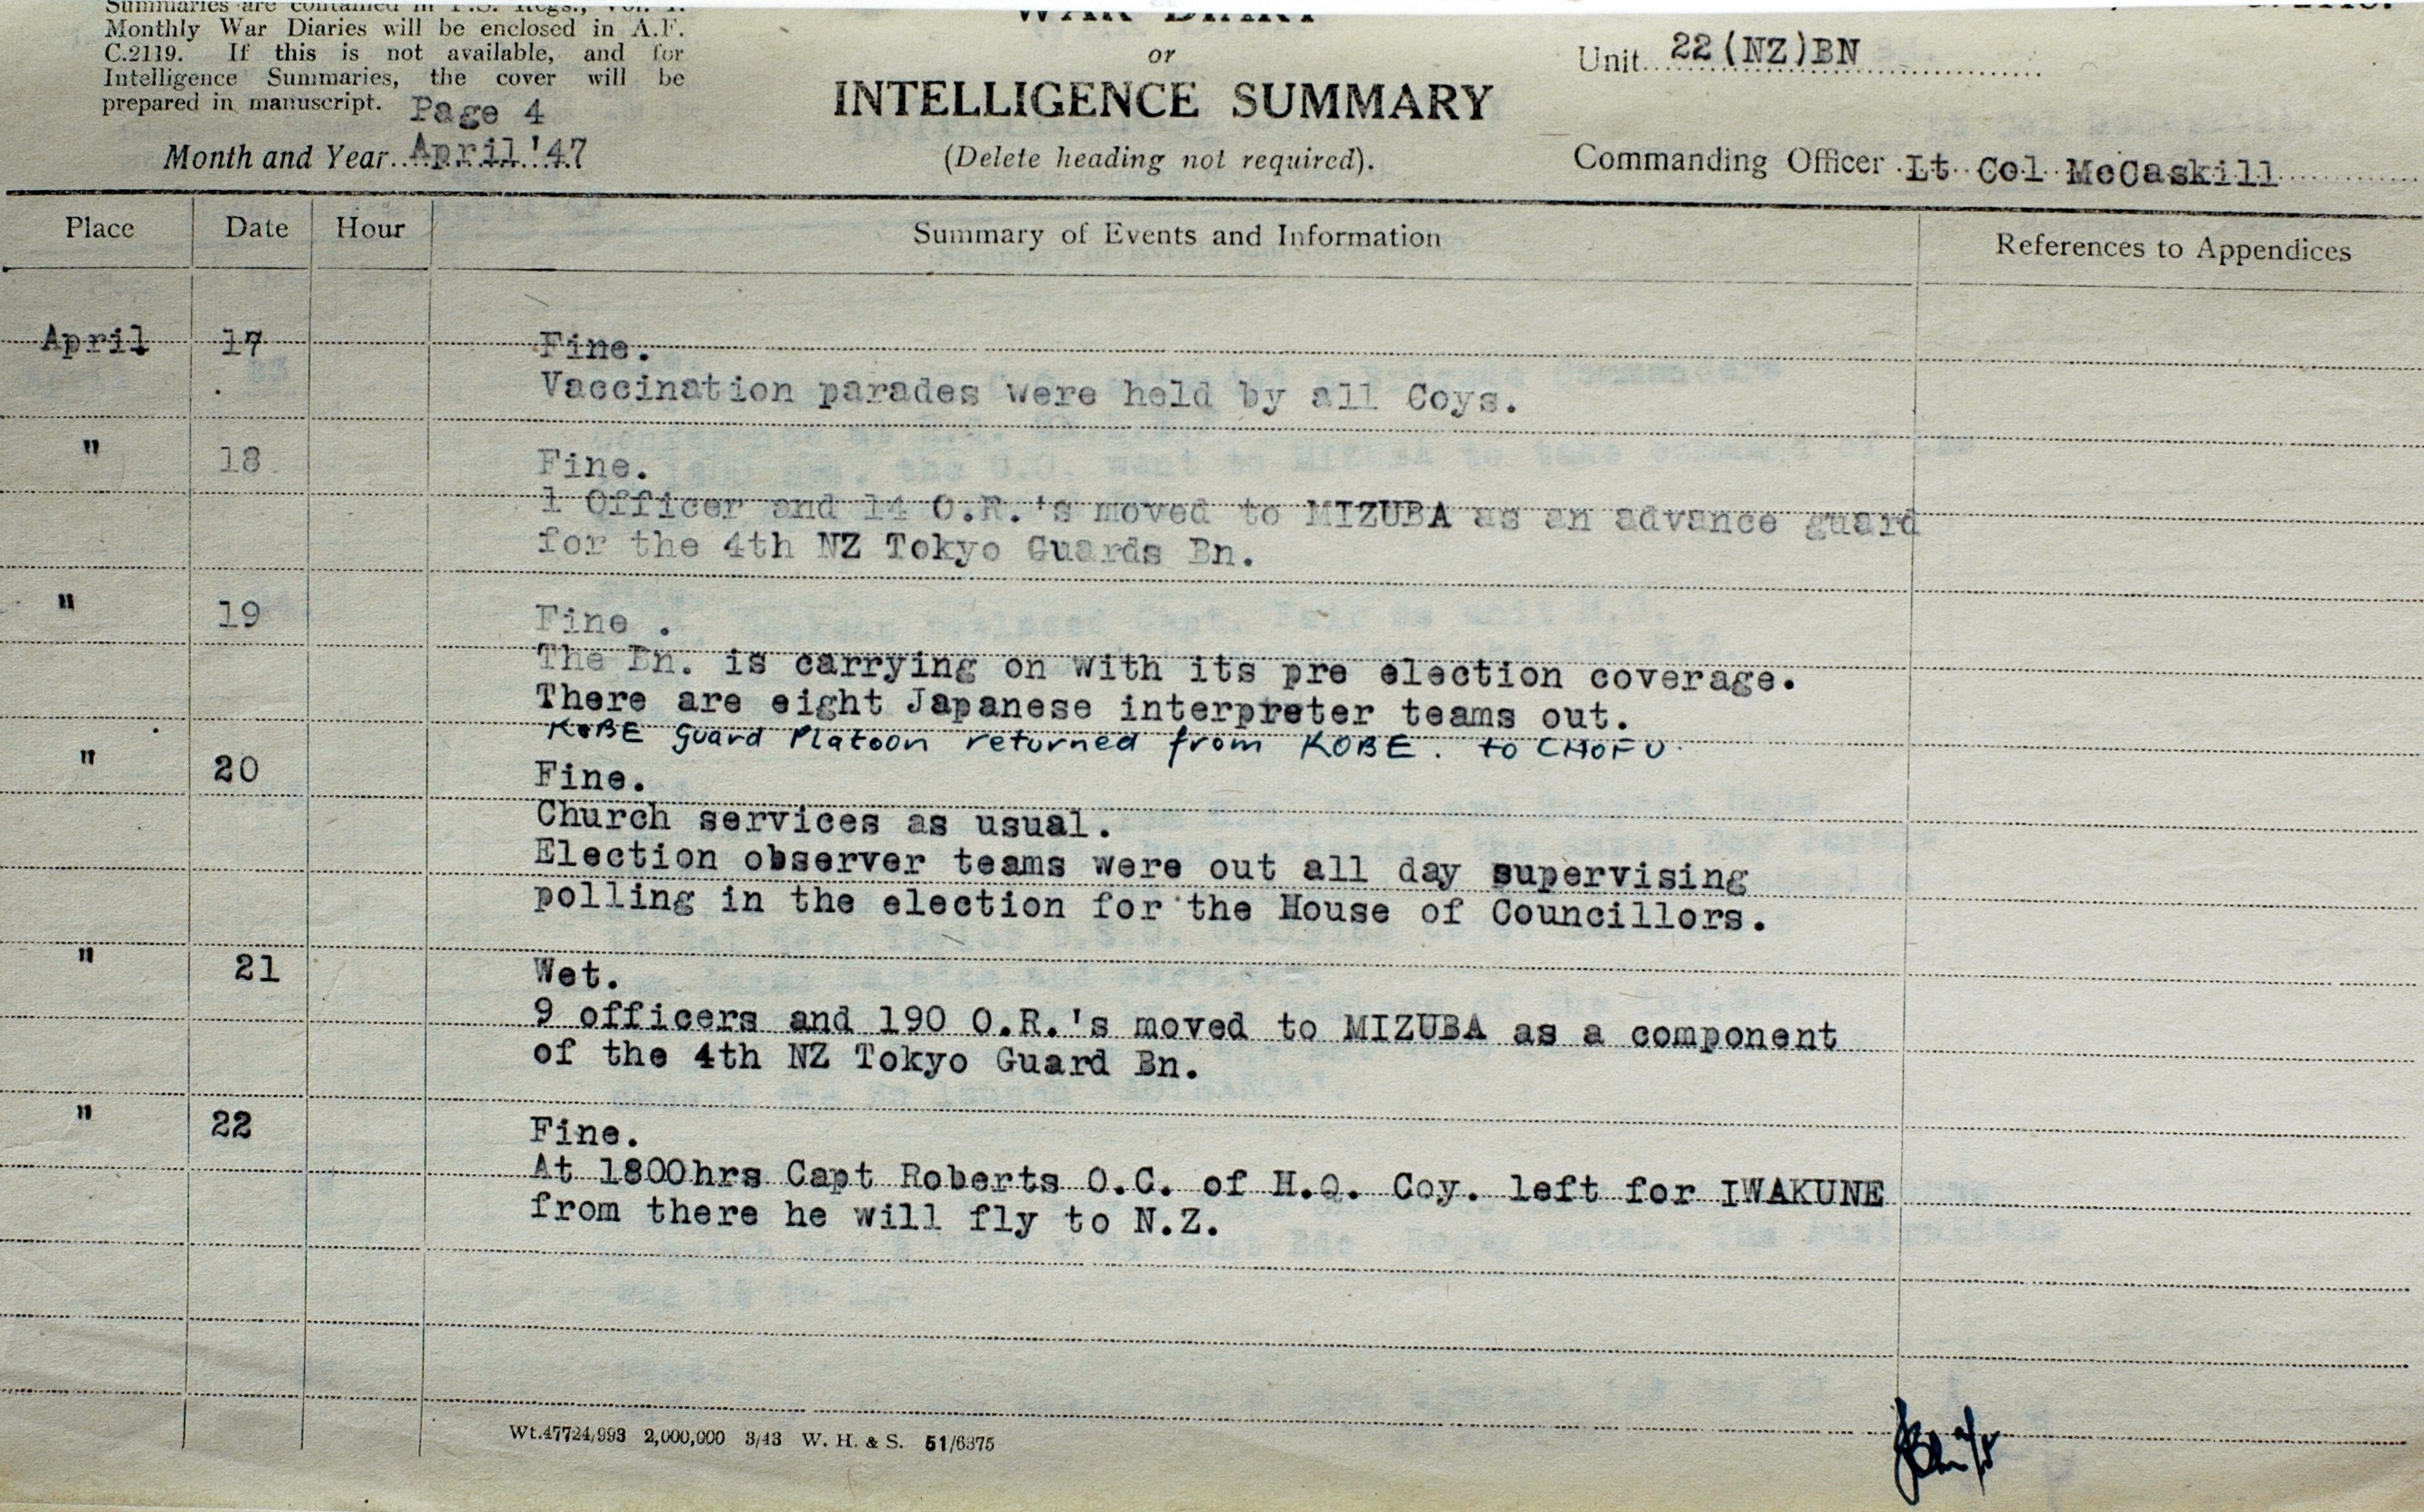 Summaries are contained in F.S. Regs., Vol. I.
Monthly War Diaries will be enclosed in A.F.
C.2119. If this is not available, and for
Intelligence Summaries, the cover will be
prepared in manuscript.
Page 4
Month and Year April '47
WAR DIARY
or
INTELLIGENCE SUMMARY
(Delete heading not required).
Unit 22(NZ)BN
Commanding Officer Lt Col McCaskill
Place Date Hour Summary of Events and Information References to Appendices
April 17 Fine.
Vaccination parades were held by all Coys.
" 18 Fine.
1 Officer and 14 O.R.'s moved to MIZUBA as an advance guard
for the 4th NZ Tokyo Guards Bn.
" 19 Fine .
The Bn. is carrying on with its pre election coverage.
There are eight Japanese interpreter teams out.
KOBE Guard Platoon returned from KOBE. to CHOFU.
" 20 Fine.
Church services as usual.
Election observer teams were out all day supervising
polling in the election for the House of Councillors.
" 21 Wet.
9 officers and 190 O.R.'s moved to MIZUBA as a component
of the 4th NZ Tokyo Guard Bn.
" 22 Fine.
At 1800hrs Capt Roberts O.C. of H.Q. Coy. left for IWAKUNE
from there he will fly to N.Z.
Wt.47724/993 2,000,000 3/43 W. H. & S. 51/6375